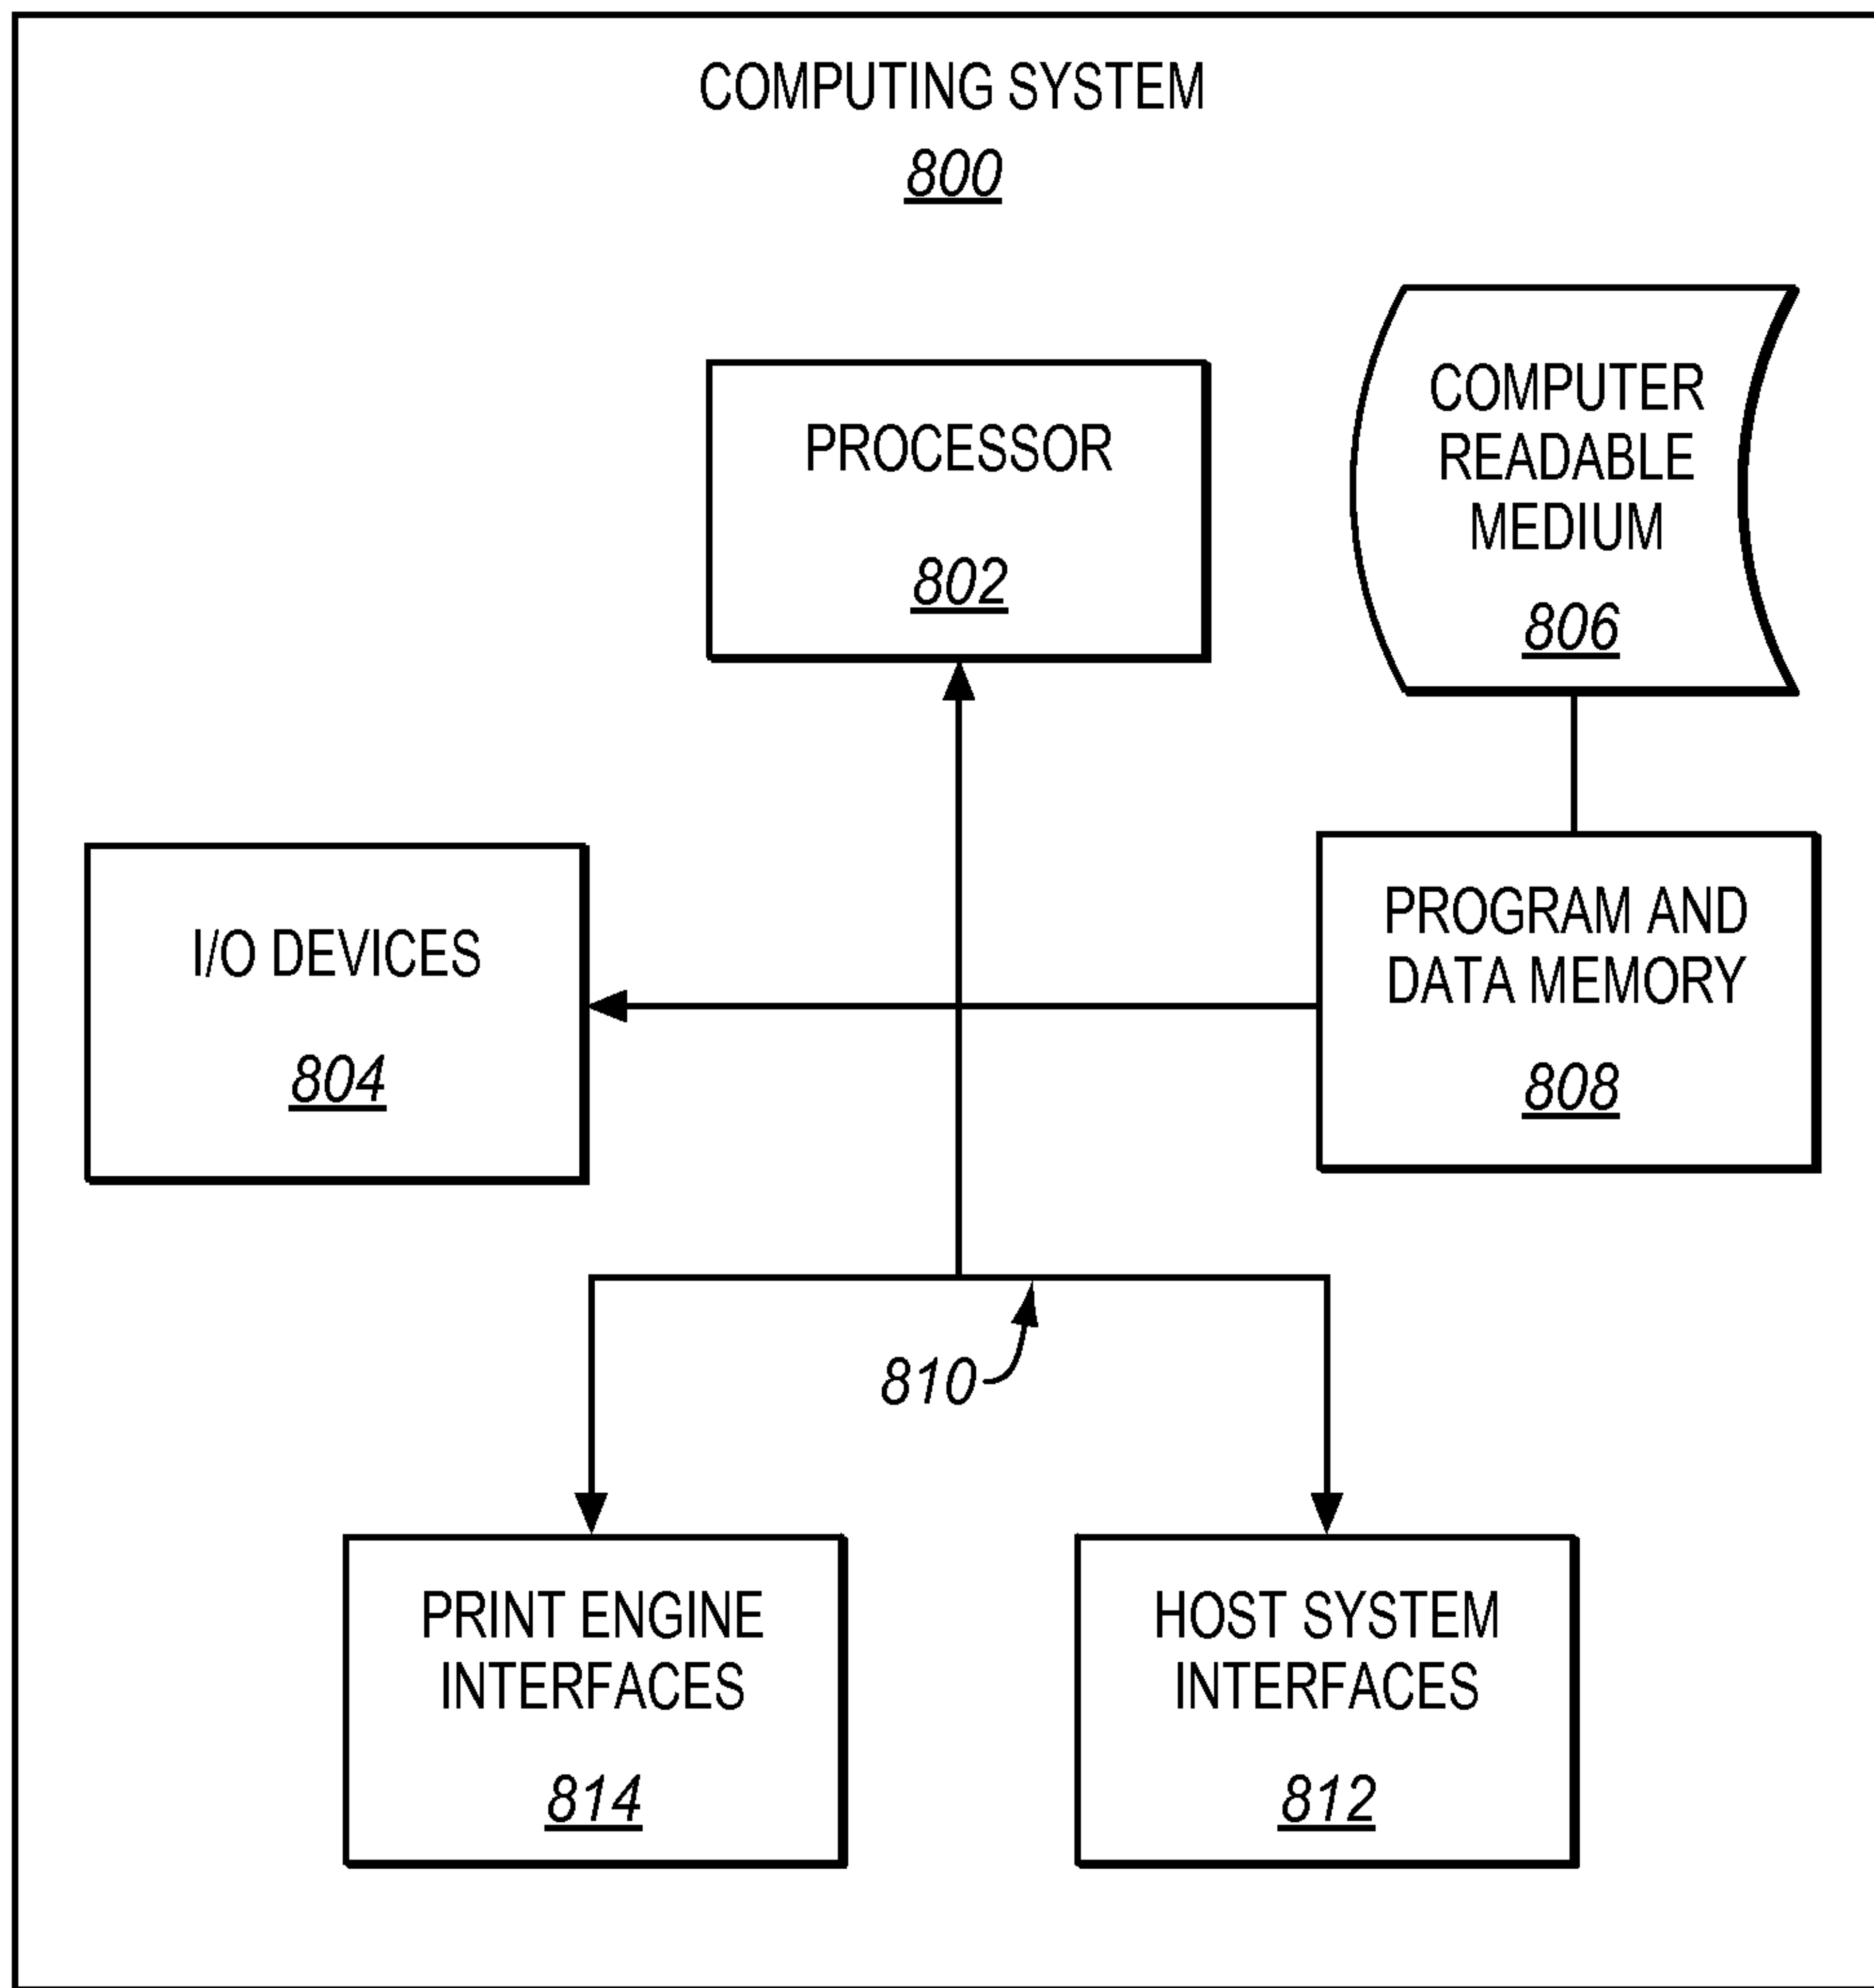 COMPUTING SYSTEM
800
PROCESSOR
802
COMPUTER
READABLE
MEDIUM
806
I/O DEVICES
804
PROGRAM AND
DATA MEMORY
808
810
PRINT ENGINE
INTERFACES
814
HOST SYSTEM
INTERFACES
812